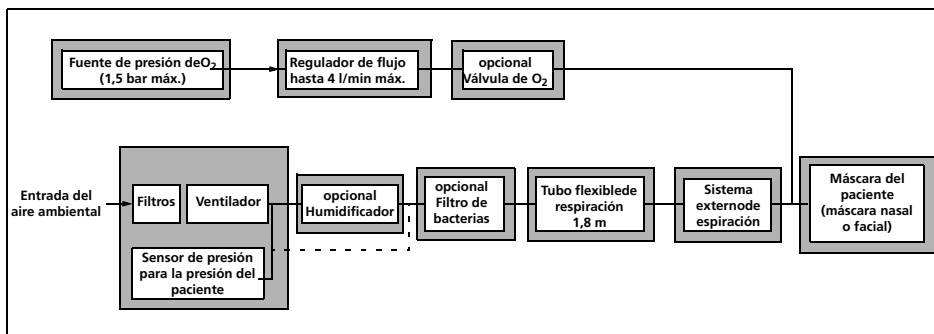 Fuente de presión deO2
(1,5 bar máx.)
Regulador de flujo
hasta 4 l/min máx.
opcional
Válvula de O2
Entrada del
aire ambiental
Filtros
Ventilador
Sensor de presión
para la presión del
paciente
opcional
Humidificador
opcional
Filtro de
bacterias
Tubo flexiblede
respiración
1,8 m
Sistema
externode
espiración
Máscara del
paciente
(máscara nasal
o facial)